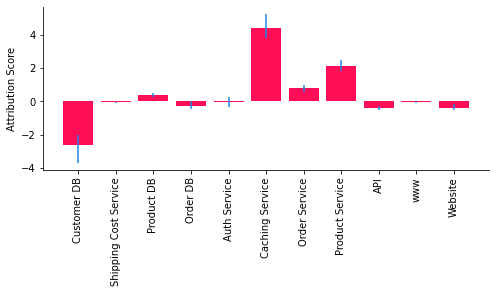 Attribution Score
4
2
0
−2
−4
Customer DB
Shipping Cost Service
Product DB
Order DB
Auth Service
Caching Service
Order Service
Product Service
API
www
Website